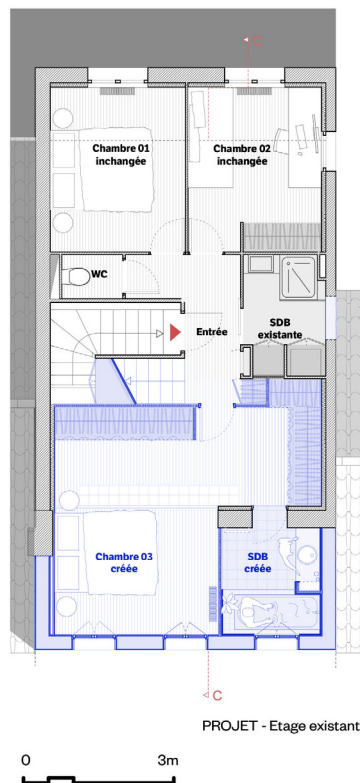 C
Chambre 01
inchangée
Chambre 02
inchangée
WC
Entrée
SDB
existante
Chambre 03
créée
SDB
créée
C
PROJET - Etage existant
0 3m